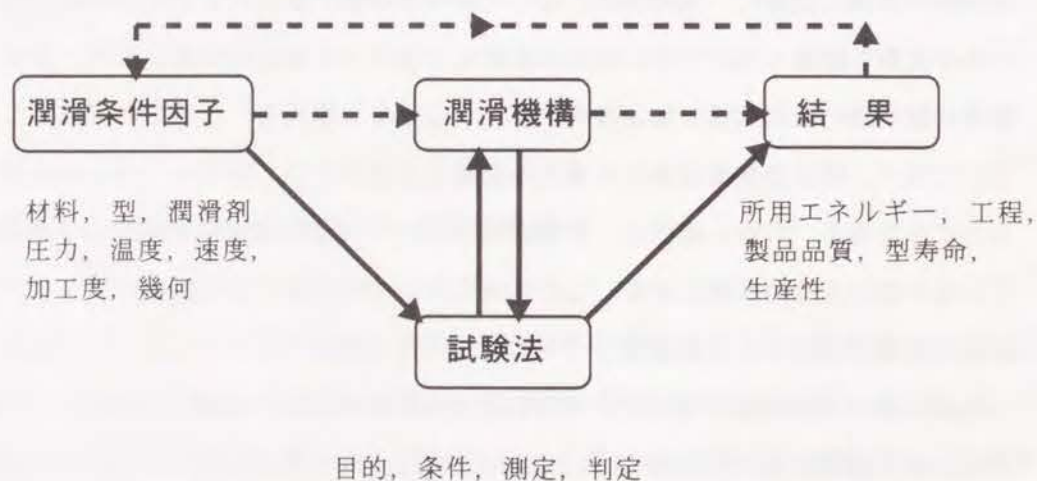 潤滑条件因子
潤滑機構
結 果
材料, 型, 潤滑剤
圧力, 温度, 速度,
加工度, 幾何
所用エネルギー, 工程,
製品品質, 型寿命,
生産性
試験法
目的, 条件, 測定, 判定